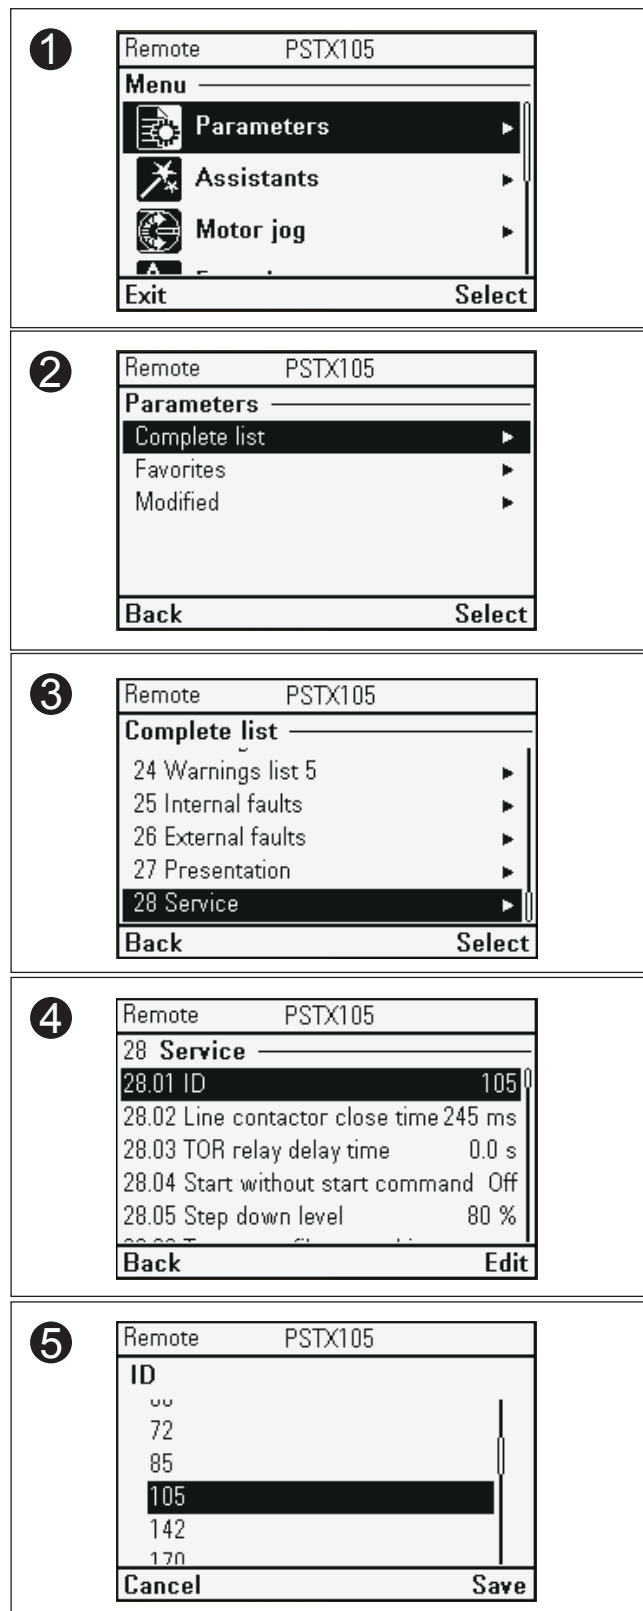 1
Remote PSTX105
Menu
Parameters
Assistants
Motor jog
Exit Select
2
Remote PSTX105
Parameters
Complete list
Favorites
Modified
Back Select
3
Remote PSTX105
Complete list
24 Warnings list 5
25 Internal faults
26 External faults
27 Presentation
28 Service
Back Select
4
Remote PSTX105
28 Service
28.01 ID 105
28.02 Line contactor close time 245 ms
28.03 TOR relay delay time 0.0 s
28.04 Start without start command Off
28.05 Step down level 80 %
Back Edit
5
Remote PSTX105
ID
72
85
105
142
170
Cancel Save